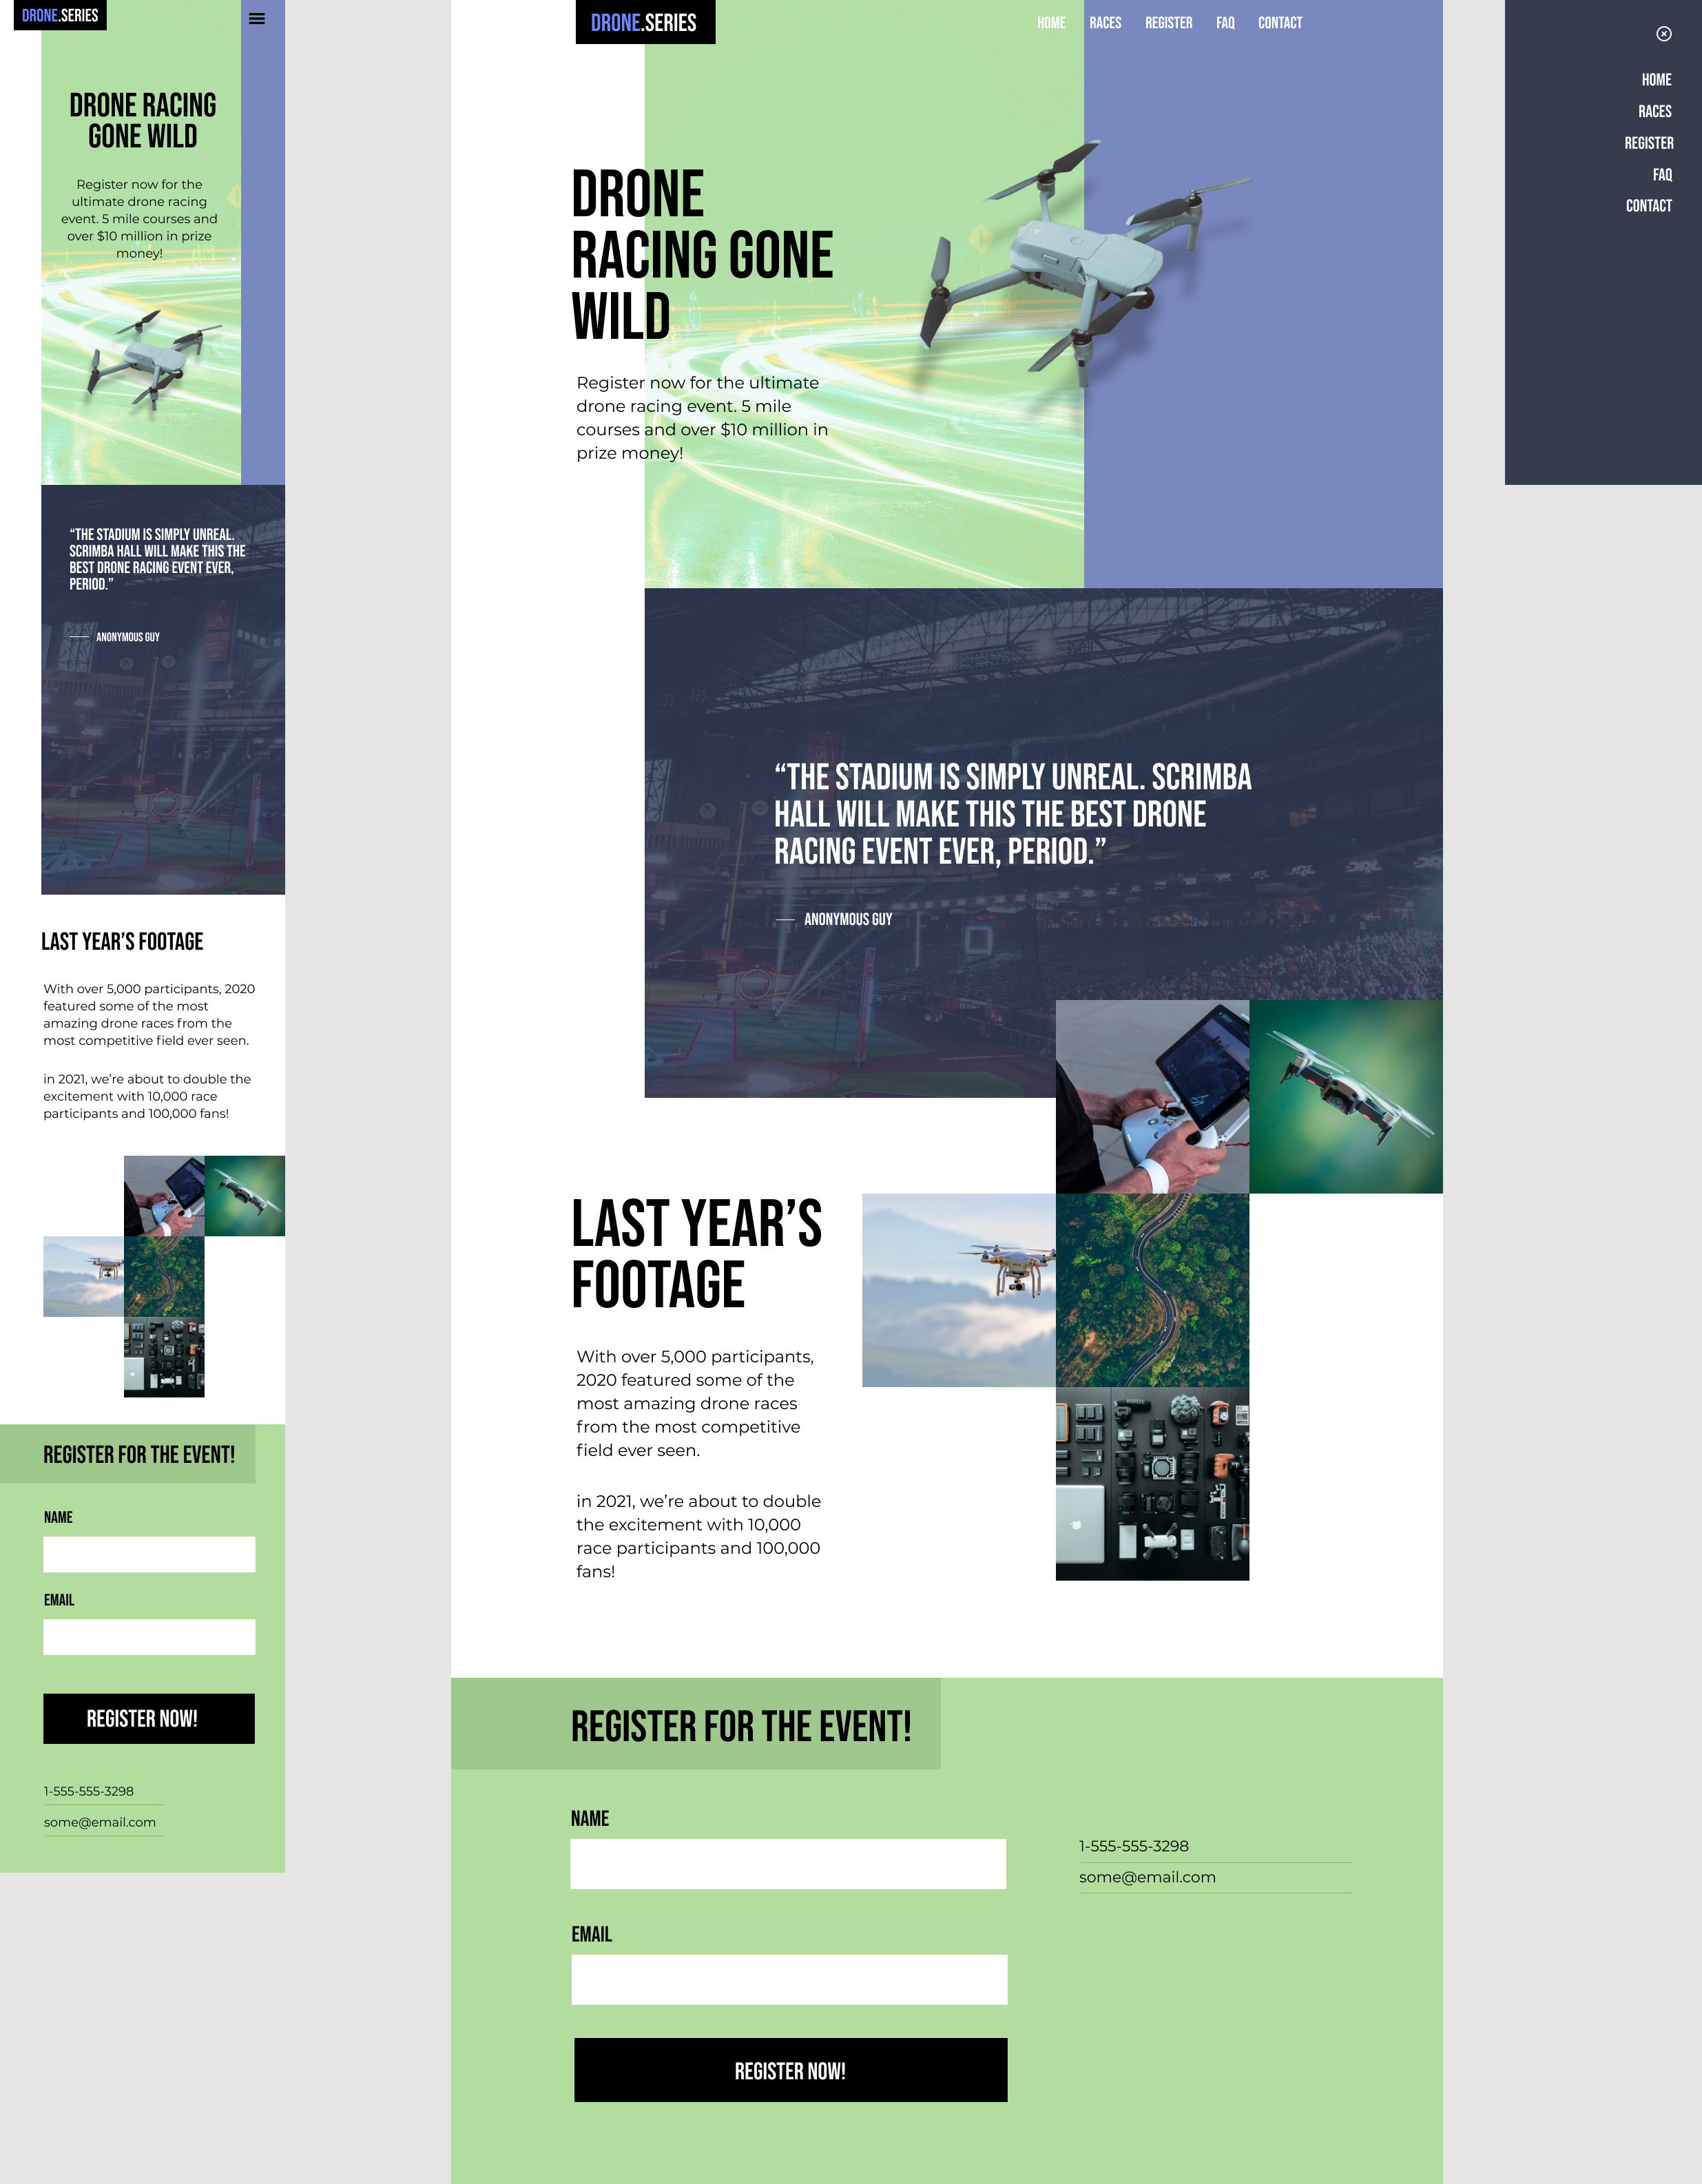 DRONE.SERIES
DRONE RACING
GONE WILD
Register now for the
ultimate drone racing
event. 5 mile courses and
over $10 million in prize
money!
“THE STADIUM IS SIMPLY UNREAL.
SCRIMBA HALL WILL MAKE THIS THE
BEST DRONE RACING EVENT EVER,
PERIOD.”
ANONYMOUS GUY
LAST YEAR’S FOOTAGE
With over 5,000 participants, 2020
featured some of the most
amazing drone races from the
most competitive field ever seen.
in 2021, we’re about to double the
excitement with 10,000 race
participants and 100,000 fans!
REGISTER FOR THE EVENT!
NAME
EMAIL
REGISTER NOW!
1-555-555-3298
some@email.com
DRONE.SERIES
HOME RACES REGISTER FAQ CONTACT
DRONE
RACING GONE
WILD
Register now for the ultimate
drone racing event. 5 mile
courses and over $10 million in
prize money!
“THE STADIUM IS SIMPLY UNREAL. SCRIMBA
HALL WILL MAKE THIS THE BEST DRONE
RACING EVENT EVER, PERIOD.”
ANONYMOUS GUY
LAST YEAR’S
FOOTAGE
With over 5,000 participants,
2020 featured some of the
most amazing drone races
from the most competitive
field ever seen.
in 2021, we’re about to double
the excitement with 10,000
race participants and 100,000
fans!
REGISTER FOR THE EVENT!
NAME
EMAIL
REGISTER NOW!
1-555-555-3298
some@email.com
HOME
RACES
REGISTER
FAQ
CONTACT